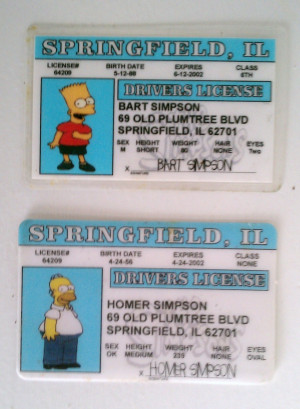 SPRINGFIELD, IL
LICENSE# BIRTH DATE EXPIRES CLASS
64209 5-12-88 6-12-2002 6TH
DRIVERS LICENSE
BART SIMPSON
69 OLD PLUMTREE BLVD
SPRINGFIELD, IL 62701
SEX HEIGHT WEIGHT HAIR EYES
M SHORT 80 NONE Two
X BART SIMPSON
SIGNATURE
SPRINGFIELD, IL
LICENSE# BIRTH DATE EXPIRES CLASS
64209 4-24-56 4-24-2002 NONE
DRIVERS LICENSE
HOMER SIMPSON
69 OLD PLUMTREE BLVD
SPRINGFIELD, IL 62701
SEX HEIGHT WEIGHT HAIR EYES
OK MEDIUM 239 NONE OVAL
X HOMER SIMPSON